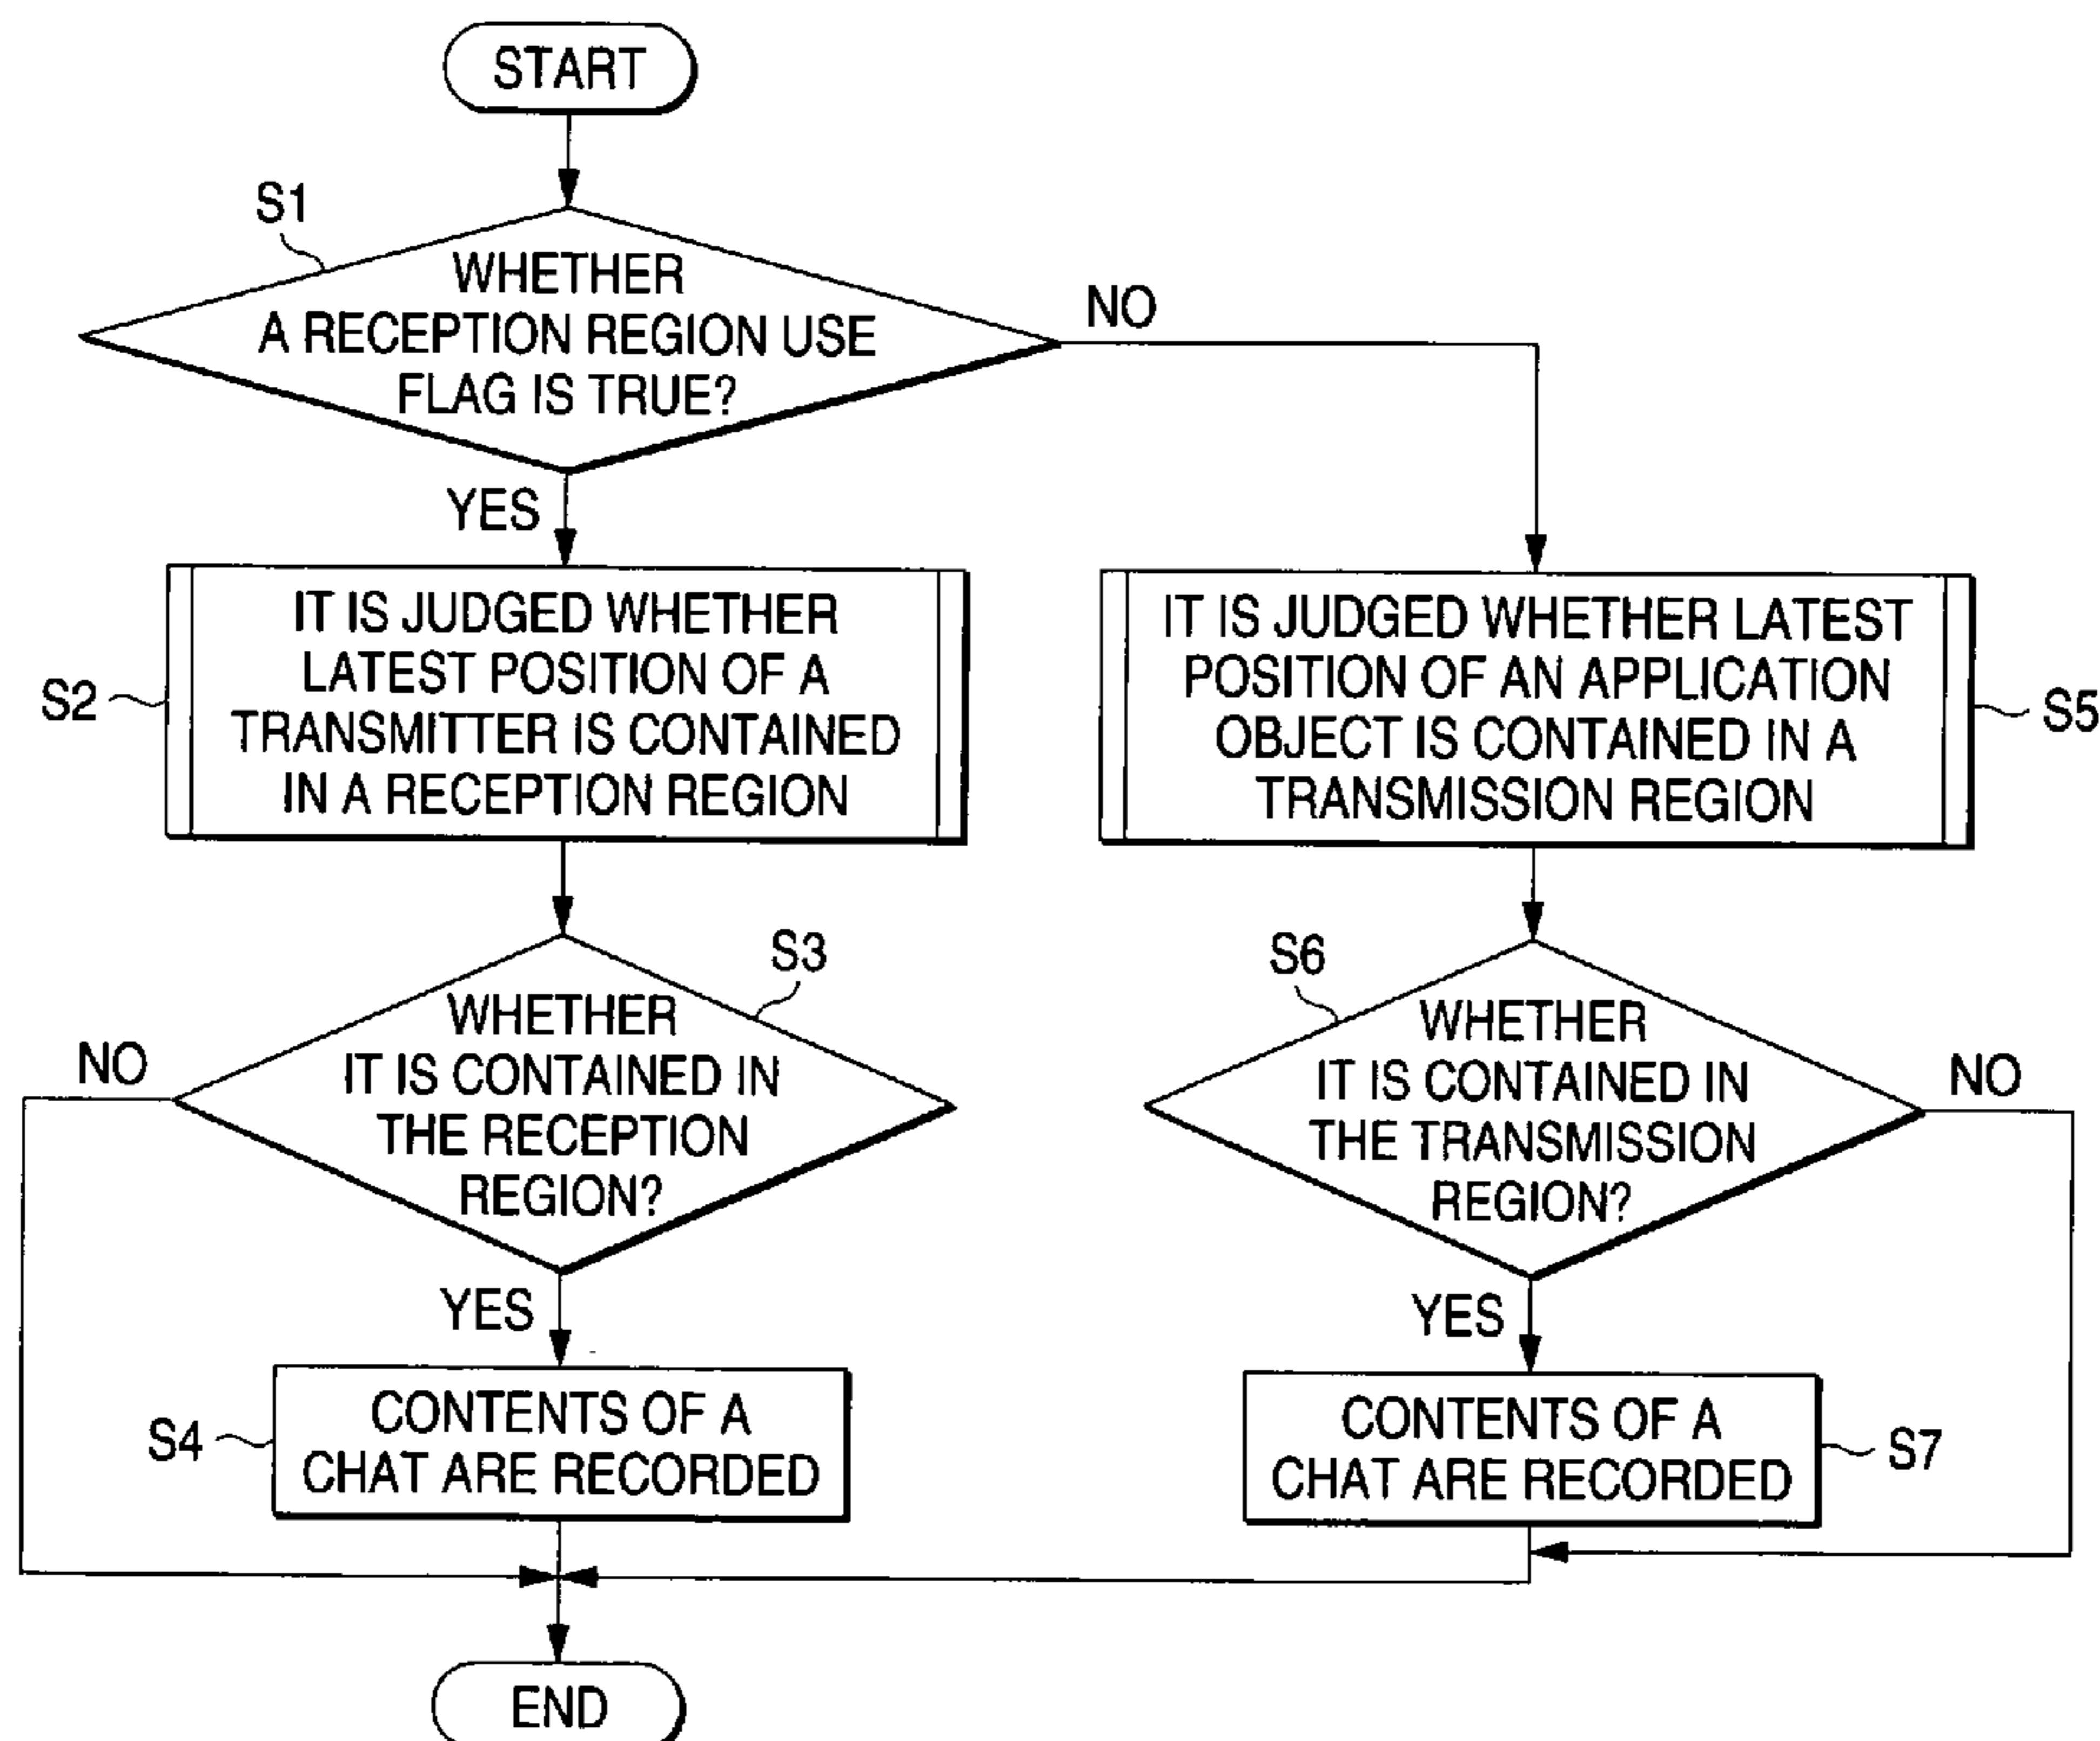 START
S1
WHETHER
A RECEPTION REGION USE
FLAG IS TRUE?
NO
YES
S2
IT IS JUDGED WHETHER
LATEST POSITION OF A
TRANSMITTER IS CONTAINED
IN A RECEPTION REGION
IT IS JUDGED WHETHER LATEST
POSITION OF AN APPLICATION
OBJECT IS CONTAINED IN A
TRANSMISSION REGION
S5
S3
WHETHER
IT IS CONTAINED IN
THE RECEPTION
REGION?
NO
YES
S6
WHETHER
IT IS CONTAINED IN
THE TRANSMISSION
REGION?
NO
YES
S4
CONTENTS OF A
CHAT ARE RECORDED
CONTENTS OF A
CHAT ARE RECORDED
S7
END